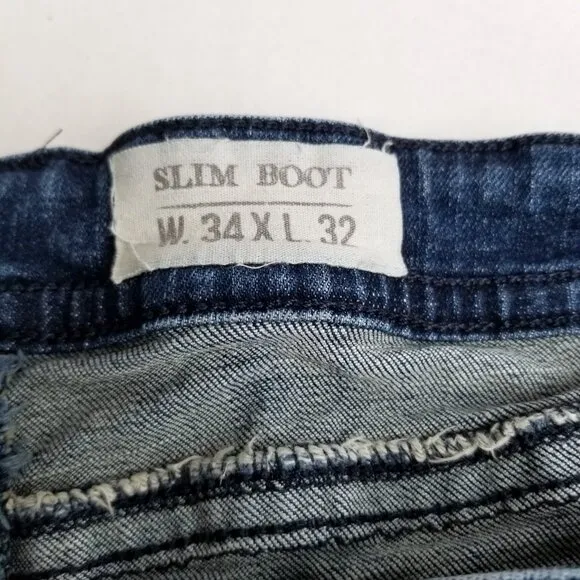 SLIM BOOT
W. 34 X L. 32